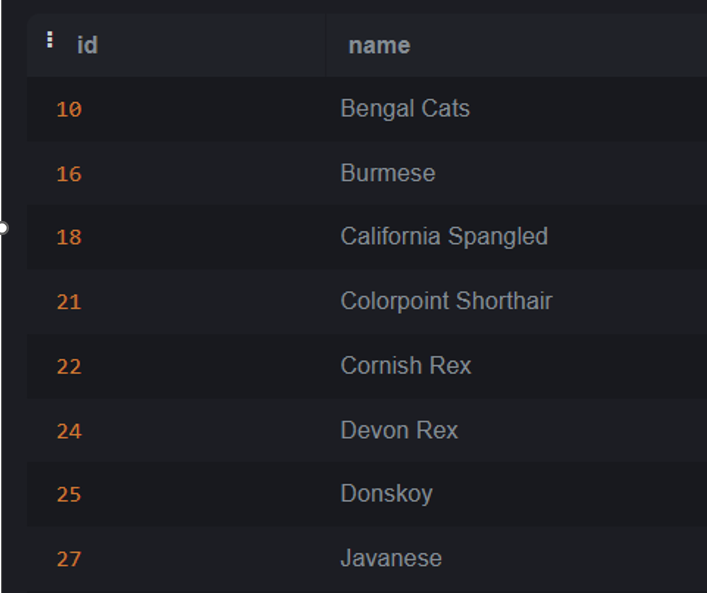 id name
10 Bengal Cats
16 Burmese
18 California Spangled
21 Colorpoint Shorthair
22 Cornish Rex
24 Devon Rex
25 Donskoy
27 Javanese